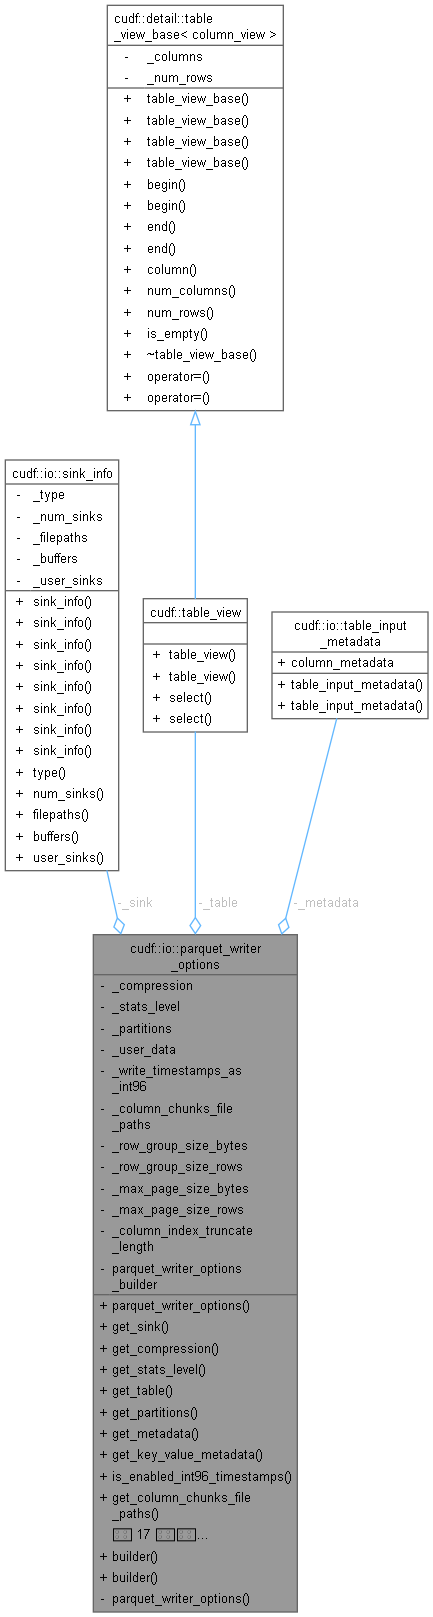 cudf::detail::table
_view_base< column_view >
- _columns
- _num_rows
+ table_view_base()
+ table_view_base()
+ table_view_base()
+ table_view_base()
+ begin()
+ begin()
+ end()
+ end()
+ column()
+ num_columns()
+ num_rows()
+ is_empty()
+ ~table_view_base()
+ operator=()
+ operator=()
cudf::io::sink_info
- _type
- _num_sinks
- _filepaths
- _buffers
- _user_sinks
+ sink_info()
+ sink_info()
+ sink_info()
+ sink_info()
+ sink_info()
+ sink_info()
+ sink_info()
+ sink_info()
+ type()
+ num_sinks()
+ filepaths()
+ buffers()
+ user_sinks()
cudf::table_view
+ table_view()
+ table_view()
+ select()
+ select()
cudf::io::table_input
_metadata
+ column_metadata
+ table_input_metadata()
+ table_input_metadata()
-_sink
-_table
-_metadata
cudf::io::parquet_writer
_options
- _compression
- _stats_level
- _partitions
- _user_data
- _write_timestamps_as
_int96
- _column_chunks_file
_paths
- _row_group_size_bytes
- _row_group_size_rows
- _max_page_size_bytes
- _max_page_size_rows
- _column_index_truncate
_length
- parquet_writer_options
_builder
+ parquet_writer_options()
+ get_sink()
+ get_compression()
+ get_stats_level()
+ get_table()
+ get_partitions()
+ get_metadata()
+ get_key_value_metadata()
+ is_enabled_int96_timestamps()
+ get_column_chunks_file
_paths()
17 ...
+ builder()
+ builder()
- parquet_writer_options()